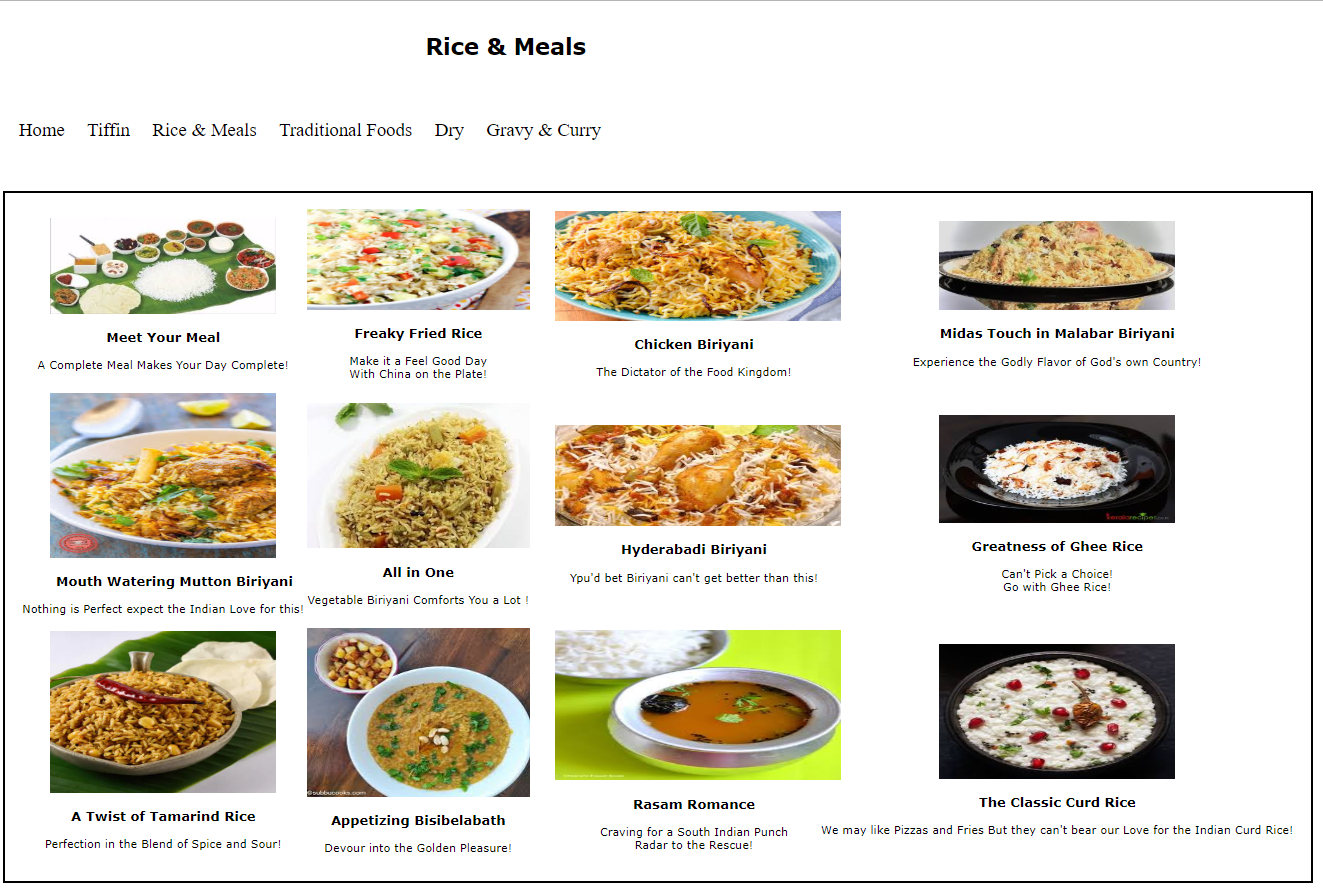 Rice & Meals
Home Tiffin Rice & Meals Traditional Foods Dry Gravy & Curry
Meet Your Meal
A Complete Meal Makes Your Day Complete!
Freaky Fried Rice
Make it a Feel Good Day
With China on the Plate!
Chicken Biriyani
The Dictator of the Food Kingdom!
Midas Touch in Malabar Biriyani
Experience the Godly Flavor of God's own Country!
Mouth Watering Mutton Biriyani
Nothing is Perfect expect the Indian Love for this!
All in One
Vegetable Biriyani Comforts You a Lot !
Hyderabadi Biriyani
Ypu'd bet Biriyani can't get better than this!
Greatness of Ghee Rice
Can't Pick a Choice!
Go with Ghee Rice!
A Twist of Tamarind Rice
Perfection in the Blend of Spice and Sour!
©subbucooks.com
Appetizing Bisibelabath
Devour into the Golden Pleasure!
Rasam Romance
Craving for a South Indian Punch
Radar to the Rescue!
The Classic Curd Rice
We may like Pizzas and Fries But they can't bear our Love for the Indian Curd Rice!